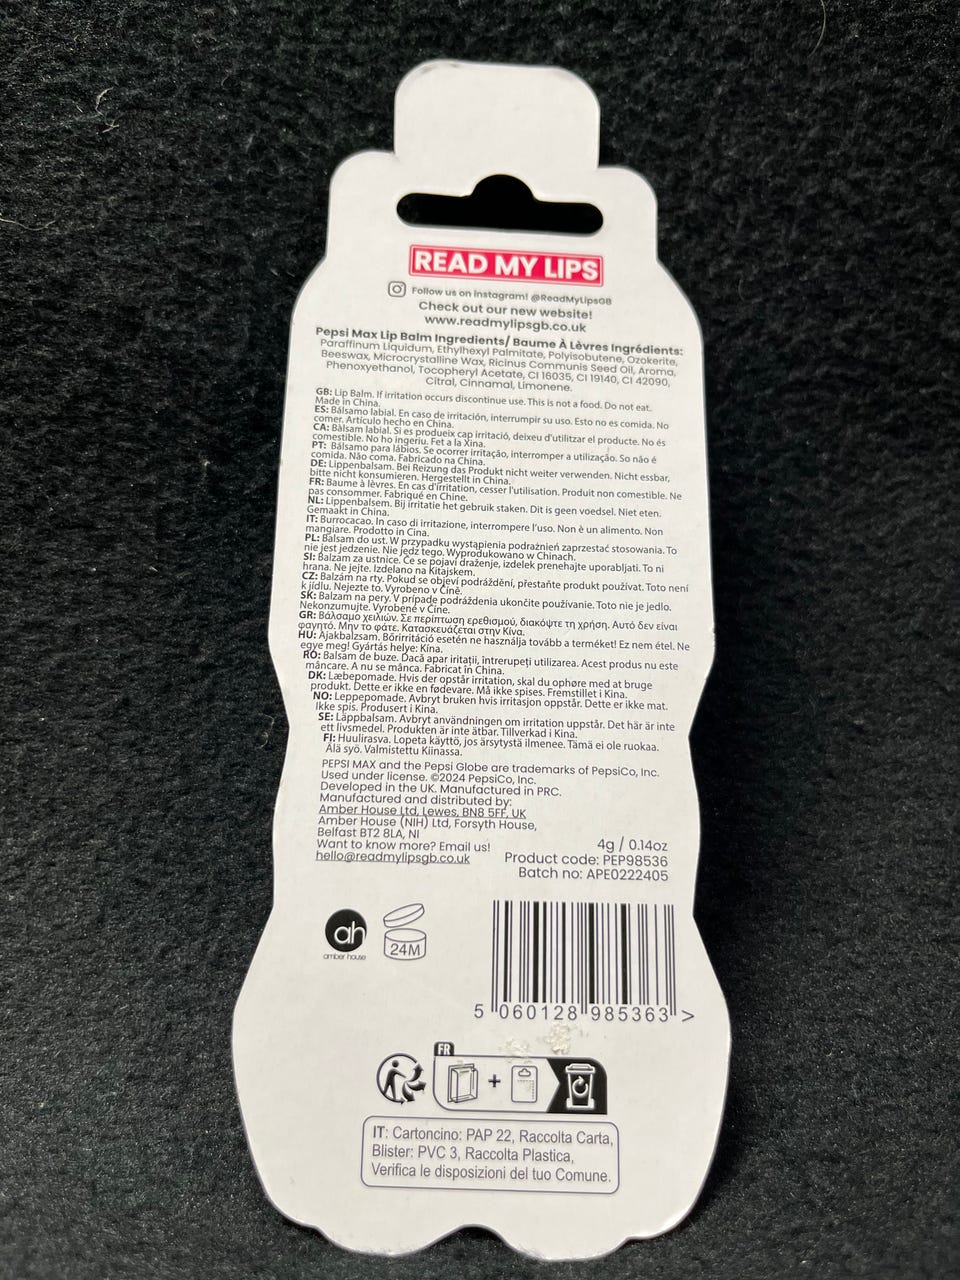 READ MY LIPS
Follow us on Instagram! @ReadMyLipsGB
Check out our new website!
www.readmylipsgb.co.uk
Pepsi Max Lip Balm Ingredients/ Baume À Lèvres Ingrédients:
Paraffinum Liquidum, Ethylhexyl Palmitate, Polyisobutene, Ozokerite,
Beeswax, Microcrystalline Wax, Ricinus Communis Seed Oil, Aroma,
Phenoxyethanol, Tocopheryl Acetate, CI 16035, CI 19140, CI 42090,
Citral, Cinnamal, Limonene.
GB: Lip Balm. If irritation occurs discontinue use. This is not a food. Do not eat.
Made in China.
ES: Bálsamo labial. En caso de irritación, interrumpir su uso. Esto no es comida. No
comer. Artículo hecho en China.
CA: Bàlsam labial. Si es produeix cap irritació, deixeu d'utilitzar el producte. No és
comestible. No ho ingeriu. Fet a la Xina.
PT: Bálsamo para lábios. Se ocorrer irritação, interromper a utilização. So não é
comida. Não coma. Fabricado na China.
DE: Lippenbalsam. Bei Reizung das Produkt nicht weiter verwenden. Nicht essbar,
bitte nicht konsumieren. Hergestellt in China.
FR: Baume à lèvres. En cas d'irritation, cesser l'utilisation. Produit non comestible. Ne
pas consommer. Fabriqué en Chine.
NL: Lippenbalsem. Bij irritatie het gebruik staken. Dit is geen voedsel. Niet eten.
Gemaakt in China.
IT: Burrocacao. In caso di irritazione, interrompere l'uso. Non è un alimento. Non
mangiare. Prodotto in Cina.
PL: Balsam do ust. W przypadku wystąpienia podrażnień zaprzestać stosowania. To
nie jest jedzenie. Nie jedz tego. Wyprodukowano w Chinach.
SI: Balzam za ustnice. Če se pojavi draženje, izdelek prenehajte uporabljati. To ni
hrana. Ne jejte. Izdelano na Kitajskem.
CZ: Balzám na rty. Pokud se objeví podráždění, přestaňte produkt používat. Toto není
k jídlu. Nejezte to. Vyrobeno v Číně.
SK: Balzam na pery. V prípade podráždenia ukončite používanie. Toto nie je jedlo.
Nekonzumujte. Vyrobené v Číne.
GR: Βάλσαμο χειλιών. Σε περίπτωση ερεθισμού, διακόψτε τη χρήση. Αυτό δεν είναι
φαγητό. Μην το φάτε. Κατασκευάζεται στην Κίνα.
HU: Ajakbalzsam. Bőrirritáció esetén ne használja tovább a terméket! Ez nem étel. Ne
egye meg! Gyártás helye: Kína.
RO: Balsam de buze. Dacă apar iritații, întrerupeți utilizarea. Acest produs nu este
mâncare. A nu se mânca. Fabricat în China.
DK: Læbepomade. Hvis der opstår irritation, skal du ophøre med at bruge
produkt. Dette er ikke en fødevare. Må ikke spises. Fremstillet i Kina.
NO: Leppepomade. Avbryt bruken hvis irritasjon oppstår. Dette er ikke mat.
Ikke spis. Produsert i Kina.
SE: Läppbalsam. Avbryt användningen om irritation uppstår. Det här är inte
ett livsmedel. Produkten är inte ätbar. Tillverkad i Kina.
FI: Huulirasva. Lopeta käyttö, jos ärsytystä ilmenee. Tämä ei ole ruokaa.
Älä syö. Valmistettu Kiinassa.
PEPSI MAX and the Pepsi Globe are trademarks of PepsiCo, Inc.
Used under license. ©2024 PepsiCo, Inc.
Developed in the UK. Manufactured in PRC.
Manufactured and distributed by:
Amber House Ltd, Lewes, BN8 5FF, UK
Amber House (NIH) Ltd, Forsyth House,
Belfast BT2 8LA, NI
Want to know more? Email us!
hello@readmylipsgb.co.uk
4g / 0.14oz
Product code: PEP98536
Batch no: APE0222405
ah
amber house
24M
5 060128 985363 >
FR
+
IT: Cartoncino: PAP 22, Raccolta Carta,
Blister: PVC 3, Raccolta Plastica,
Verifica le disposizioni del tuo Comune.